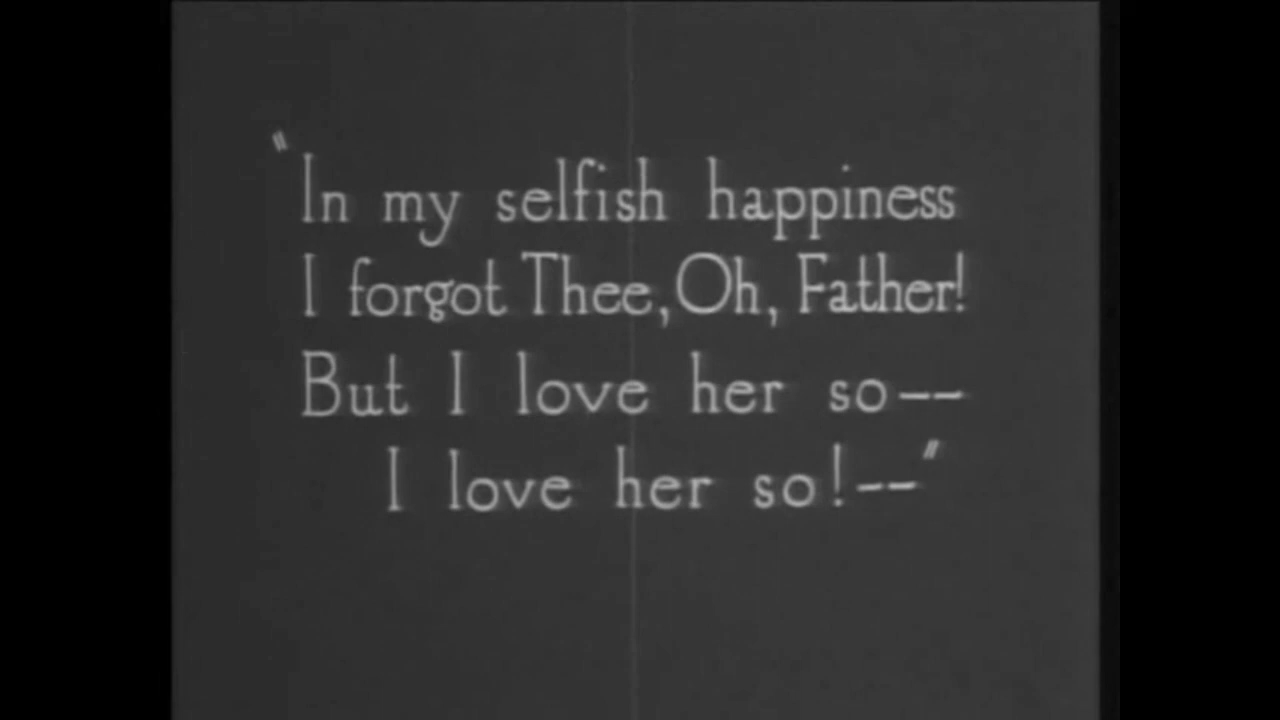 "In my selfish happiness
I forgot Thee, Oh, Father!
But I love her so--
I love her so!--"